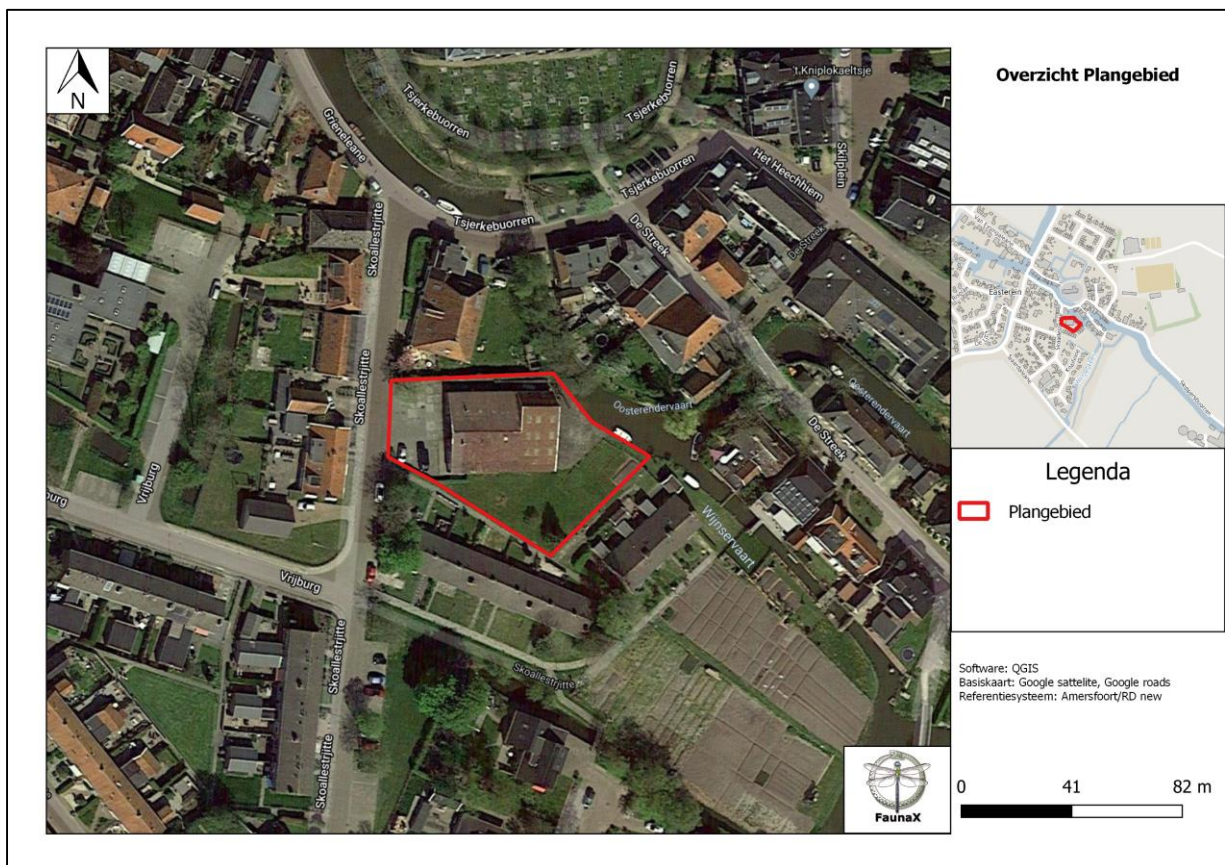 N
Overzicht Plangebied
't Kniplokaeltsje
Tsjerkebuorren
Tsjerkebuorren
Grieneleane
Tsjerkebuorren
Het Heechhiem
Skilplein
Tsjerkebuorren
De Streek
De Streek
Skoallestrjitte
Easterein
Skoallestrjitte
Oosterendervaart
Oosterendervaart
De Streek
Vrijburg
Wijnservaart
Legenda
Plangebied
Vrijburg
Skoallestrjitte
Skoallestrjitte
Skoallestrjitte
Software: QGIS
Basiskaart: Google sattelite, Google roads
Referentiesysteem: Amersfoort/RD new
0 41 82 m
FaunaX